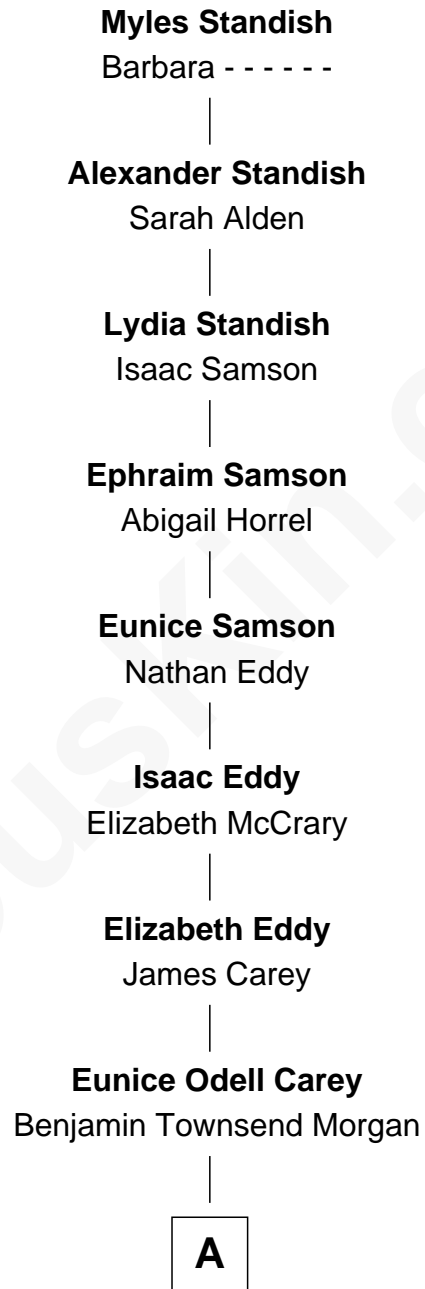 Myles Standish
Barbara - - - - - -
Alexander Standish
Sarah Alden
Lydia Standish
Isaac Samson
Ephraim Samson
Abigail Horrel
Eunice Samson
Nathan Eddy
Isaac Eddy
Elizabeth McCrary
Elizabeth Eddy
James Carey
Eunice Odell Carey
Benjamin Townsend Morgan
A